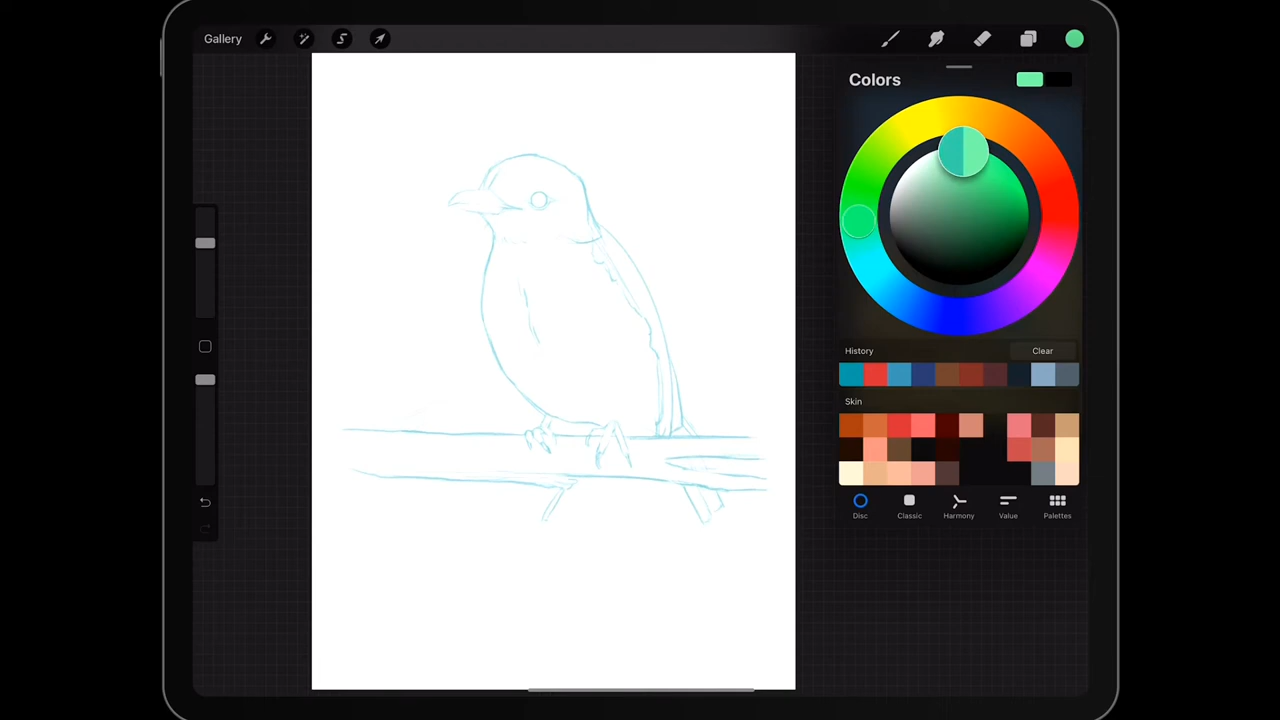 Gallery
Colors
History
Clear
Skin
Disc
Classic
Harmony
Value
Palettes